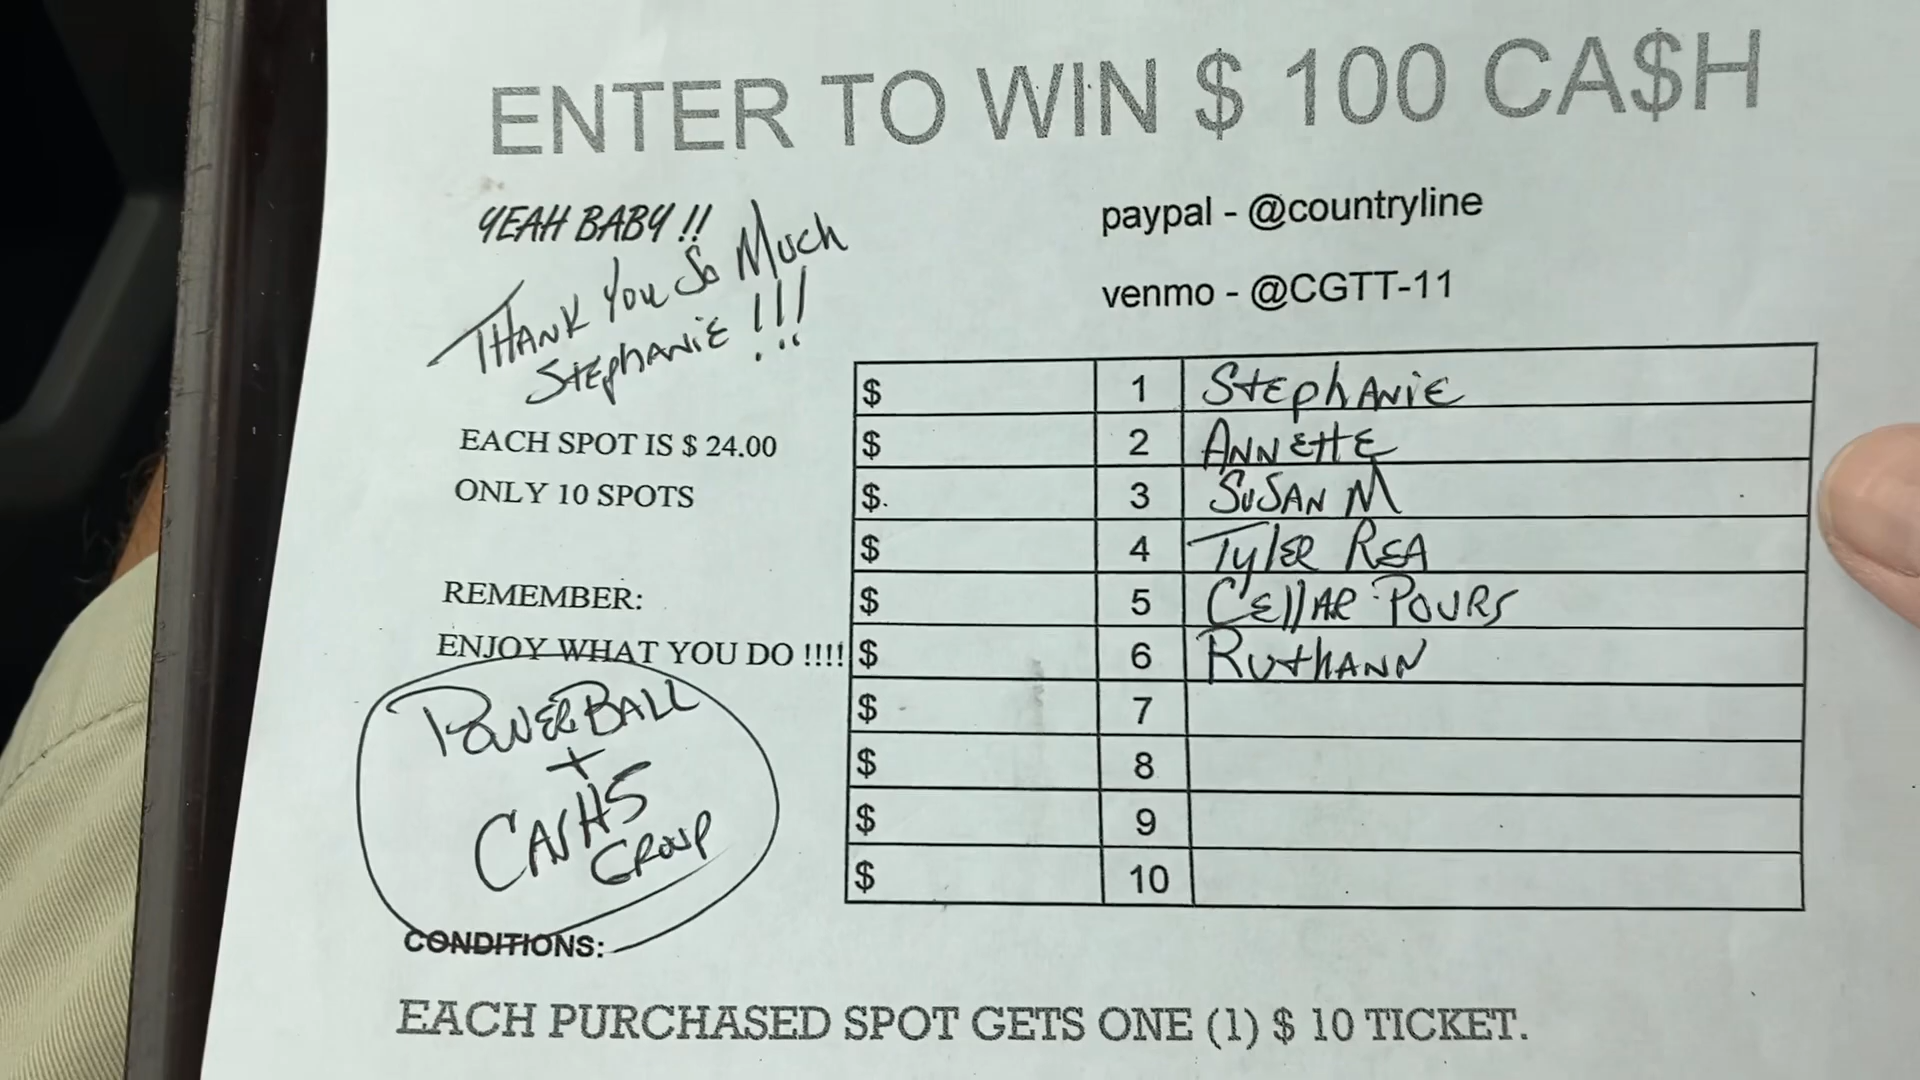 ENTER TO WIN $ 100 CA$H
YEAH BABY !!
THANK YOU SO MUCH
STEPHANIE !!!
paypal - @countryline
venmo - @CGTT-11
EACH SPOT IS $ 24.00
ONLY 10 SPOTS
REMEMBER:
ENJOY WHAT YOU DO !!!!
POWERBALL
+
CASH5
GROUP
$ 1 STEPHANIE
$ 2 ANNETTE
$. 3 SUSAN M
$ 4 TYLER REA
$ 5 CELLAR POURS
$ 6 RUTHANN
$ 7
$ 8
$ 9
$ 10
CONDITIONS:
EACH PURCHASED SPOT GETS ONE (1) $ 10 TICKET.